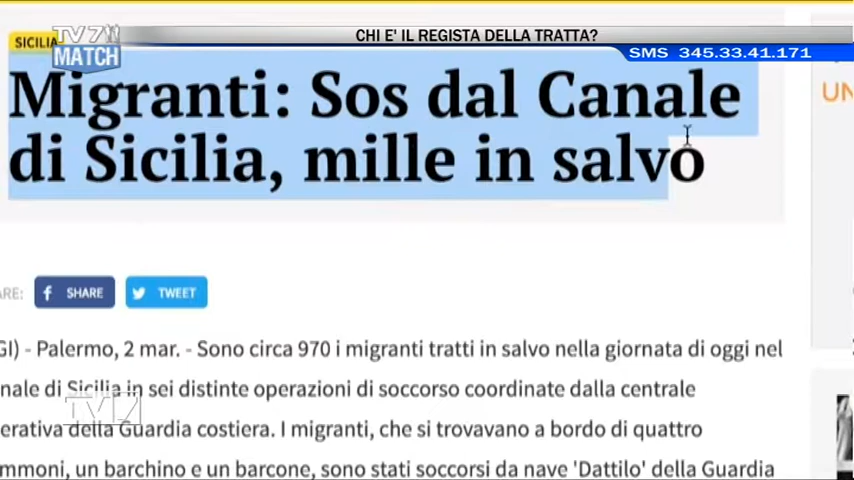 CHI E' IL REGISTA DELLA TRATTA?
SICILIA
TV7
MATCH
SMS 345.33.41.171
Migranti: Sos dal Canale
di Sicilia, mille in salvo
UN
ARE:
SHARE
TWEET
GI) - Palermo, 2 mar. - Sono circa 970 i migranti tratti in salvo nella giornata di oggi nel
nale di Sicilia in sei distinte operazioni di soccorso coordinate dalla centrale
TV7
erativa della Guardia costiera. I migranti, che si trovavano a bordo di quattro
mmoni, un barchino e un barcone, sono stati soccorsi da nave 'Dattilo' della Guardia